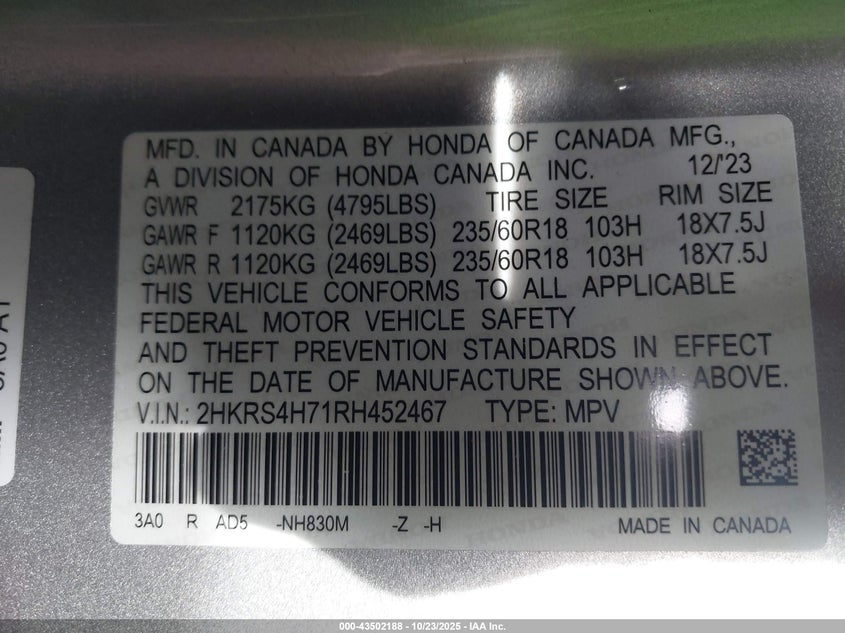 MFD. IN CANADA BY HONDA OF CANADA MFG.,
A DIVISION OF HONDA CANADA INC. 12/'23
GVWR 2175KG (4795LBS) TIRE SIZE RIM SIZE
GAWR F 1120KG (2469LBS) 235/60R18 103H 18X7.5J
GAWR R 1120KG (2469LBS) 235/60R18 103H 18X7.5J
THIS VEHICLE CONFORMS TO ALL APPLICABLE
FEDERAL MOTOR VEHICLE SAFETY
AND THEFT PREVENTION STANDARDS IN EFFECT
ON THE DATE OF MANUFACTURE SHOWN ABOVE.
V.I.N.: 2HKRS4H71RH452467 TYPE: MPV
3A0 R AD5 -NH830M -Z -H MADE IN CANADA
000-43502188 - 10/23/2025 - IAA Inc.